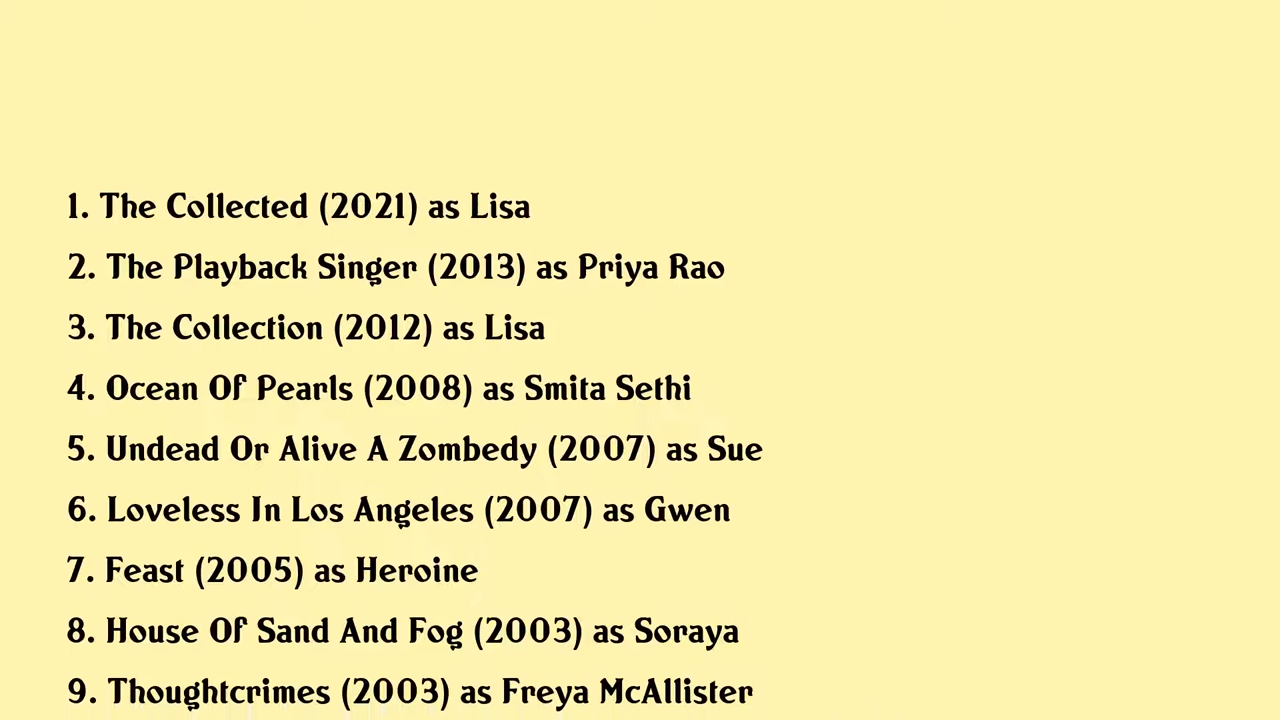 1. The Collected (2021) as Lisa
2. The Playback Singer (2013) as Priya Rao
3. The Collection (2012) as Lisa
4. Ocean Of Pearls (2008) as Smita Sethi
5. Undead Or Alive A Zombedy (2007) as Sue
6. Loveless In Los Angeles (2007) as Gwen
7. Feast (2005) as Heroine
8. House Of Sand And Fog (2003) as Soraya
9. Thoughtcrimes (2003) as Freya McAllister